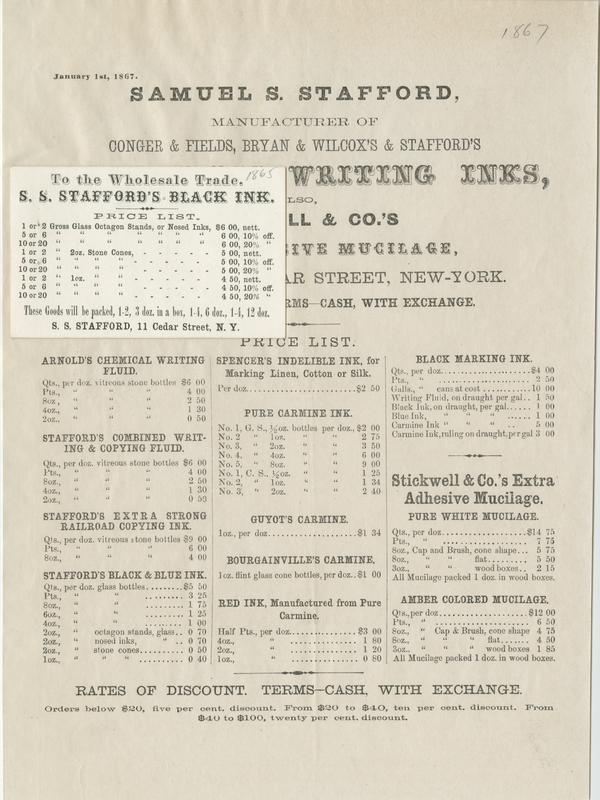 1867
January 1st, 1867.
SAMUEL S. STAFFORD,
MANUFACTURER OF
CONGER & FIELDS, BRYAN & WILCOX'S & STAFFORD'S
WRITING INKS,
LSO,
LL & CO.'S
IVE MUCILAGE,
AR STREET, NEW-YORK.
RMS—CASH, WITH EXCHANGE.
To the Wholesale Trade. 1865
S. S. STAFFORD'S BLACK INK.
PRICE LIST.
1 or 2 Gross Glass Octagon Stands, or Nosed Inks, $6 00, nett.
5 or 6 " " " " " " 6 00, 10% off.
10 or 20 " " " " " " 6 00, 20% "
1 or 2 " 2oz. Stone Cones, - - - - - 5 00, nett.
5 or 6 " " " " - - - - - 5 00, 10% off.
10 or 20 " " " " - - - - - 5 00, 20% "
1 or 2 " 1oz. " " - - - - - 4 50, nett.
5 or 6 " " " " - - - - - 4 50, 10% off.
10 or 20 " " " " - - - - - 4 50, 20% "
These Goods will be packed, 1-2, 3 doz. in a box, 1-4, 6 doz., 1-4, 12 doz.
S. S. STAFFORD, 11 Cedar Street, N. Y.
PRICE LIST.
ARNOLD'S CHEMICAL WRITING
FLUID.
Qts., per doz. vitreous stone bottles $6 00
Pts., " " " 4 00
8oz., " " " 2 50
4oz., " " " 1 30
2oz., " " " 0 50
STAFFORD'S COMBINED WRIT-
ING & COPYING FLUID.
Qts., per doz. vitreous stone bottles $6 00
Pts., " " " 4 00
8oz., " " " 2 50
4oz., " " " 1 30
2oz., " " " 0 50
STAFFORD'S EXTRA STRONG
RAILROAD COPYING INK.
Qts., per doz. vitreous stone bottles $9 00
Pts., " " " 6 00
8oz., " " " 4 00
STAFFORD'S BLACK & BLUE INK.
Qts., per doz. glass bottles........$5 50
Pts., " " " ......... 3 25
8oz., " " " ......... 1 75
6oz., " " " ......... 1 25
4oz., " " " ......... 1 00
2oz., " octagon stands, glass.. 0 70
2oz., " nosed inks, " .. 0 70
2oz., " stone cones.......... 0 50
1oz., " " " .......... 0 40
SPENCER'S INDELIBLE INK, for
Marking Linen, Cotton or Silk.
Per doz.........................$2 50
PURE CARMINE INK.
No. 1, G. S., ½oz. bottles per doz., $2 00
No. 2 " 1oz. " " 2 75
No. 3, " 2oz. " " 3 50
No. 4, " 4oz. " " 6 00
No. 5, " 8oz. " " 9 00
No. 1, C. S., ½oz. " " 1 25
No. 2, " 1oz. " " 1 34
No. 3, " 2oz. " " 2 40
GUYOT'S CARMINE.
1oz., per doz.....................$1 34
BOURGAINVILLE'S CARMINE,
1oz. flint glass cone bottles, per doz..$1 00
RED INK, Manufactured from Pure
Carmine.
Half Pts., per doz................$3 00
4oz., " ................ 1 80
2oz., " ................ 1 20
1oz., " ................ 0 80
BLACK MARKING INK.
Qts., per doz.....................$4 00
Pts., " ..................... 2 50
Galls., " cans at cost...........10 00
Writing Fluid, on draught, per gal.. 1 50
Black Ink, on draught, per gal...... 1 00
Blue Ink, " " " ...... 1 00
Carmine Ink " " " .. 5 00
Carmine Ink, ruling on draught, per gal 3 00
Stickwell & Co.'s Extra
Adhesive Mucilage.
PURE WHITE MUCILAGE.
Qts., per doz.....................$14 75
Pts., " ..................... 7 75
8oz., Cap and Brush, cone shape... 5 75
8oz., " " " flat........ 5 50
3oz., " " " wood boxes.. 2 15
All Mucilage packed 1 doz. in wood boxes.
AMBER COLORED MUCILAGE.
Qts., per doz.....................$12 00
Pts., " ..................... 6 50
8oz., " Cap & Brush, cone shape 4 75
8oz., " " " " flat...... 4 50
3oz., " " " " wood boxes 1 85
All Mucilage packed 1 doz. in wood boxes.
RATES OF DISCOUNT. TERMS—CASH, WITH EXCHANGE.
Orders below $20, five per cent. discount. From $20 to $40, ten per cent. discount. From
$40 to $100, twenty per cent. discount.